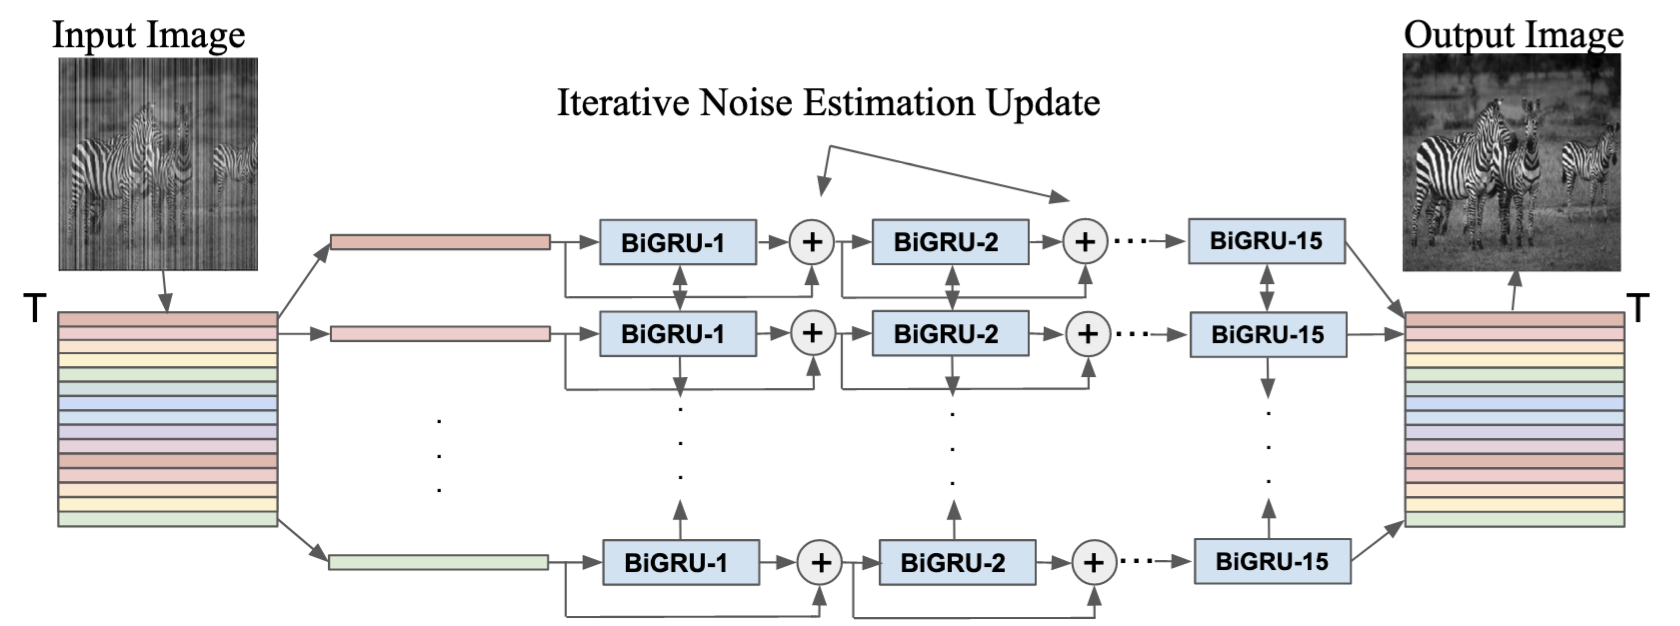 Input Image
Output Image
Iterative Noise Estimation Update
BiGRU-1
+
BiGRU-2
+
...
BiGRU-15
T
T
BiGRU-1
+
BiGRU-2
+
...
BiGRU-15
BiGRU-1
+
BiGRU-2
+
...
BiGRU-15